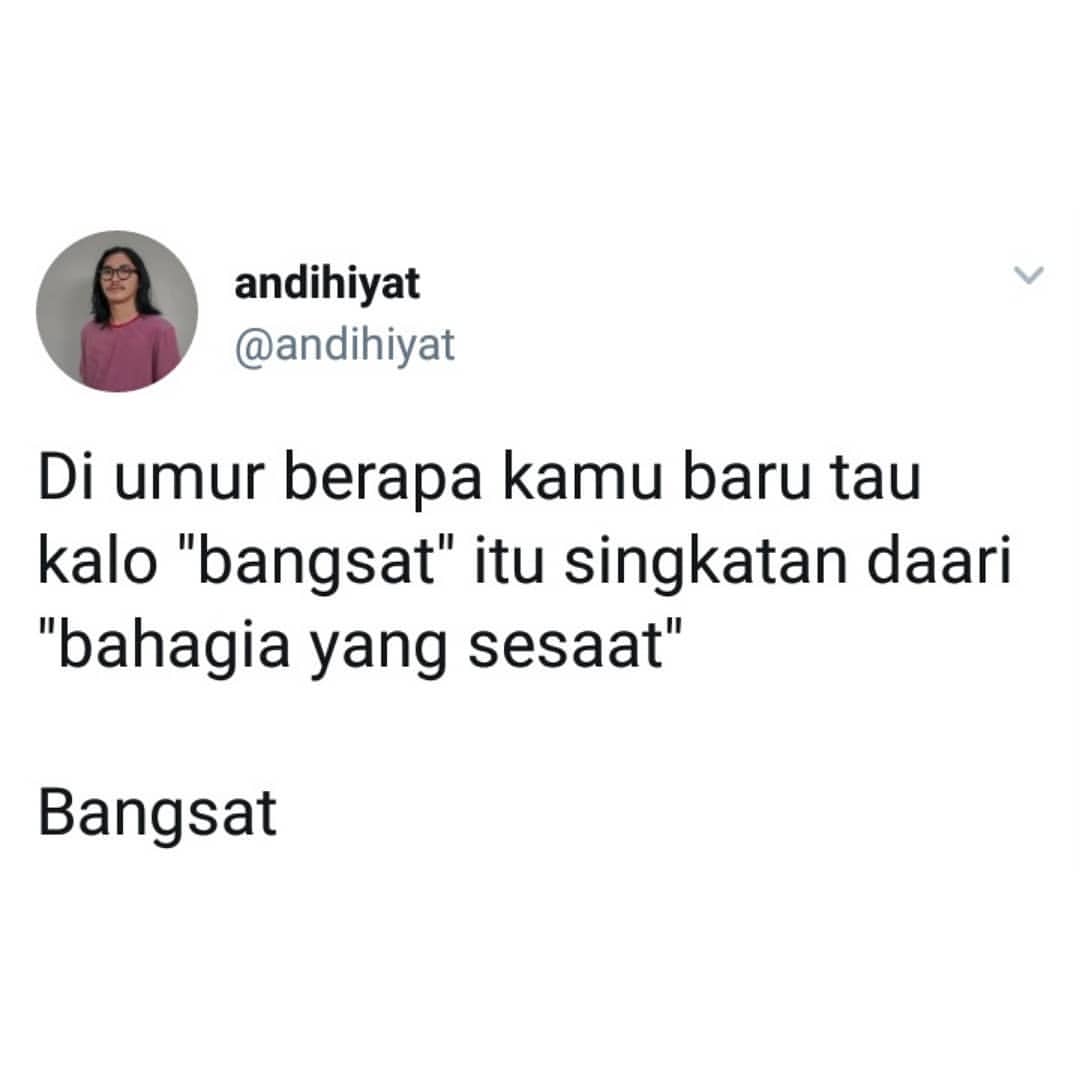 andihiyat
@andihiyat
Di umur berapa kamu baru tau
kalo "bangsat" itu singkatan daari
"bahagia yang sesaat"
Bangsat